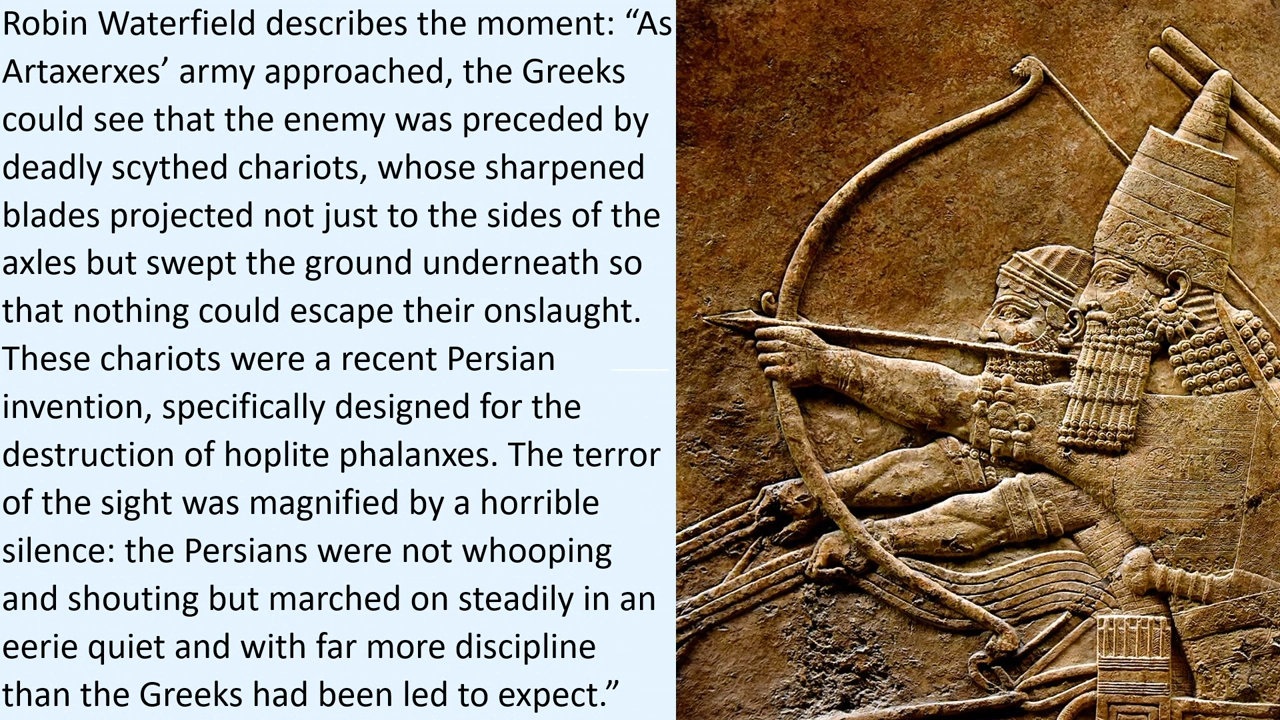 Robin Waterfield describes the moment: “As
Artaxerxes’ army approached, the Greeks
could see that the enemy was preceded by
deadly scythed chariots, whose sharpened
blades projected not just to the sides of the
axles but swept the ground underneath so
that nothing could escape their onslaught.
These chariots were a recent Persian
invention, specifically designed for the
destruction of hoplite phalanxes. The terror
of the sight was magnified by a horrible
silence: the Persians were not whooping
and shouting but marched on steadily in an
eerie quiet and with far more discipline
than the Greeks had been led to expect.”